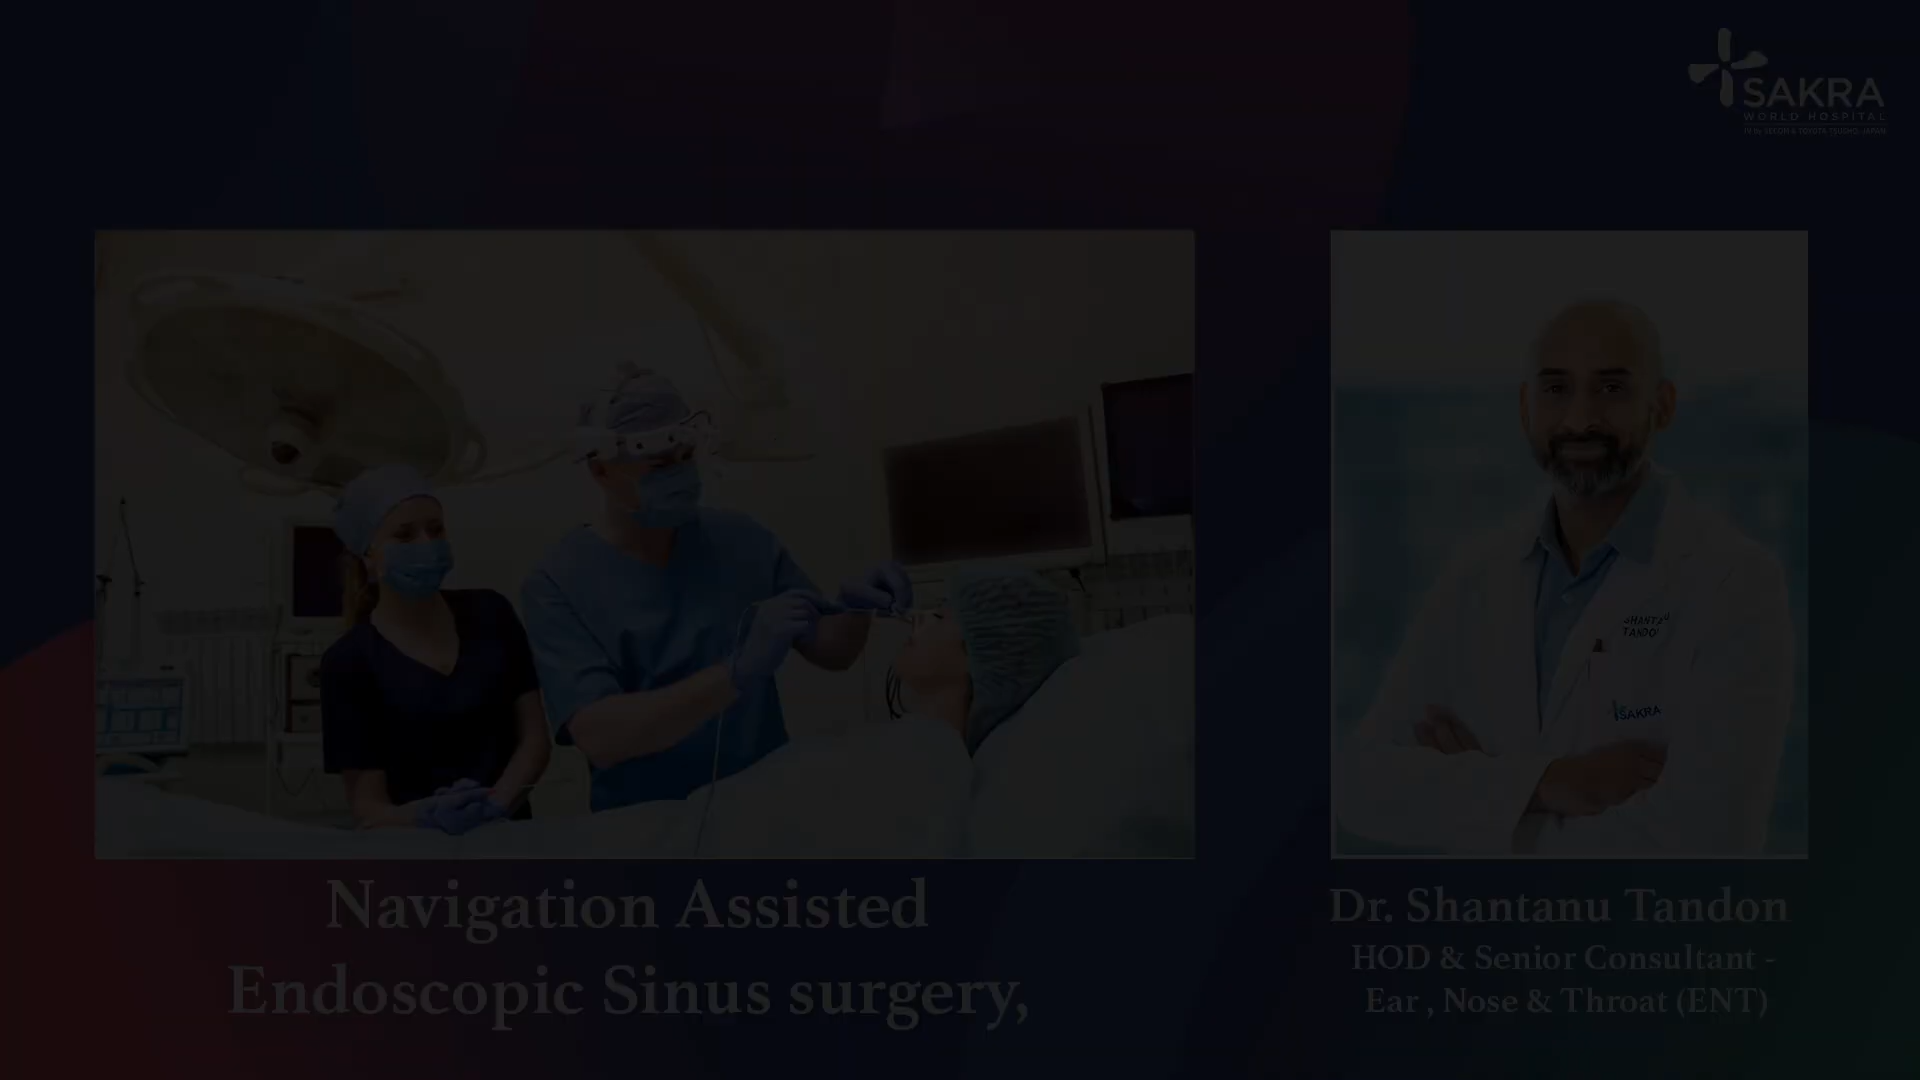 SAKRA
WORLD HOSPITAL
Navigation Assisted
Endoscopic Sinus surgery,
SAKRA
Dr. Shantanu Tandon
HOD & Senior Consultant -
Ear , Nose & Throat (ENT)